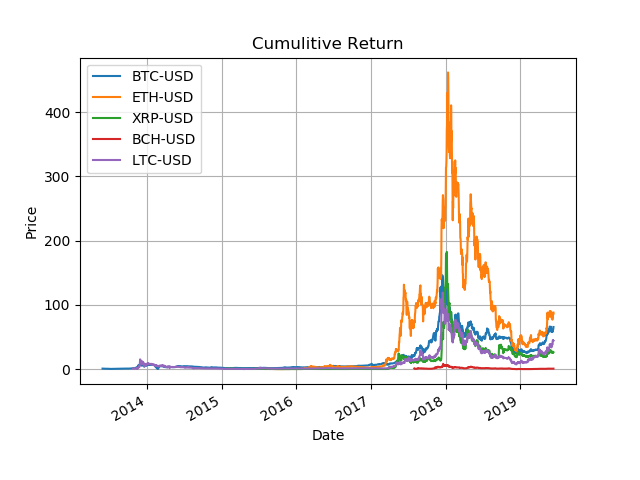 Cumulitive Return
BTC-USD
ETH-USD
XRP-USD
BCH-USD
LTC-USD
400
300
200
100
0
Price
2014
2015
2016
2017
2018
2019
Date